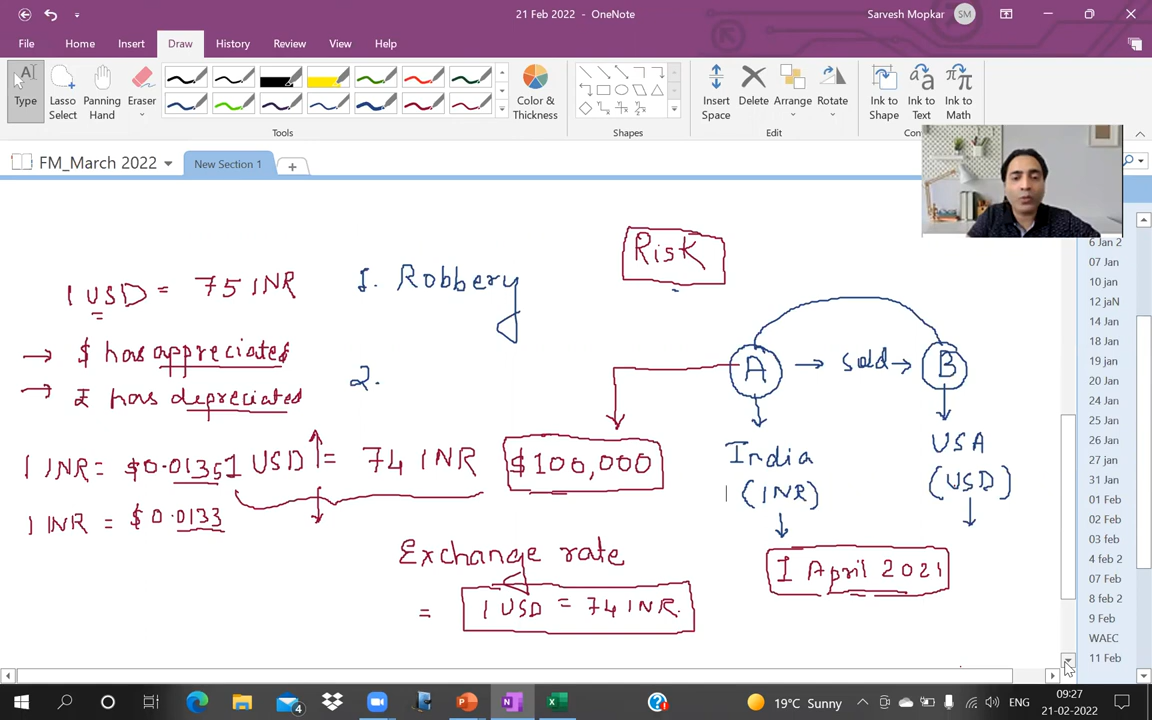 21 Feb 2022 - OneNote
Sarvesh Mopkar
SM
File
Home
Insert
Draw
History
Review
View
Help
Type
Lasso Select
Panning Hand
Eraser
Color & Thickness
Insert Space
Delete
Arrange
Rotate
Ink to Shape
Ink to Text
Ink to Math
Tools
Shapes
Edit
FM_March 2022
New Section 1
Risk
1 USD = 75 INR
1. Robbery
→ $ has appreciated
→ ₹ has depreciated
2.
A → sold → B
1 INR = $0.0135
1 USD = 74 INR
$100,000
India
(INR)
USA
(USD)
1 INR = $0.0133
Exchange rate
= 1 USD = 74 INR.
1 April 2021
6 Jan 2
07 Jan
10 jan
12 jaN
14 Jan
18 Jan
19 jan
20 Jan
24 Jan
25 Jan
26 Jan
27 jan
31 Jan
01 Feb
02 Feb
03 feb
4 feb 2
07 Feb
8 feb 2
9 Feb
WAEC
11 Feb
4
19°C Sunny
ENG
09:27
21-02-2022